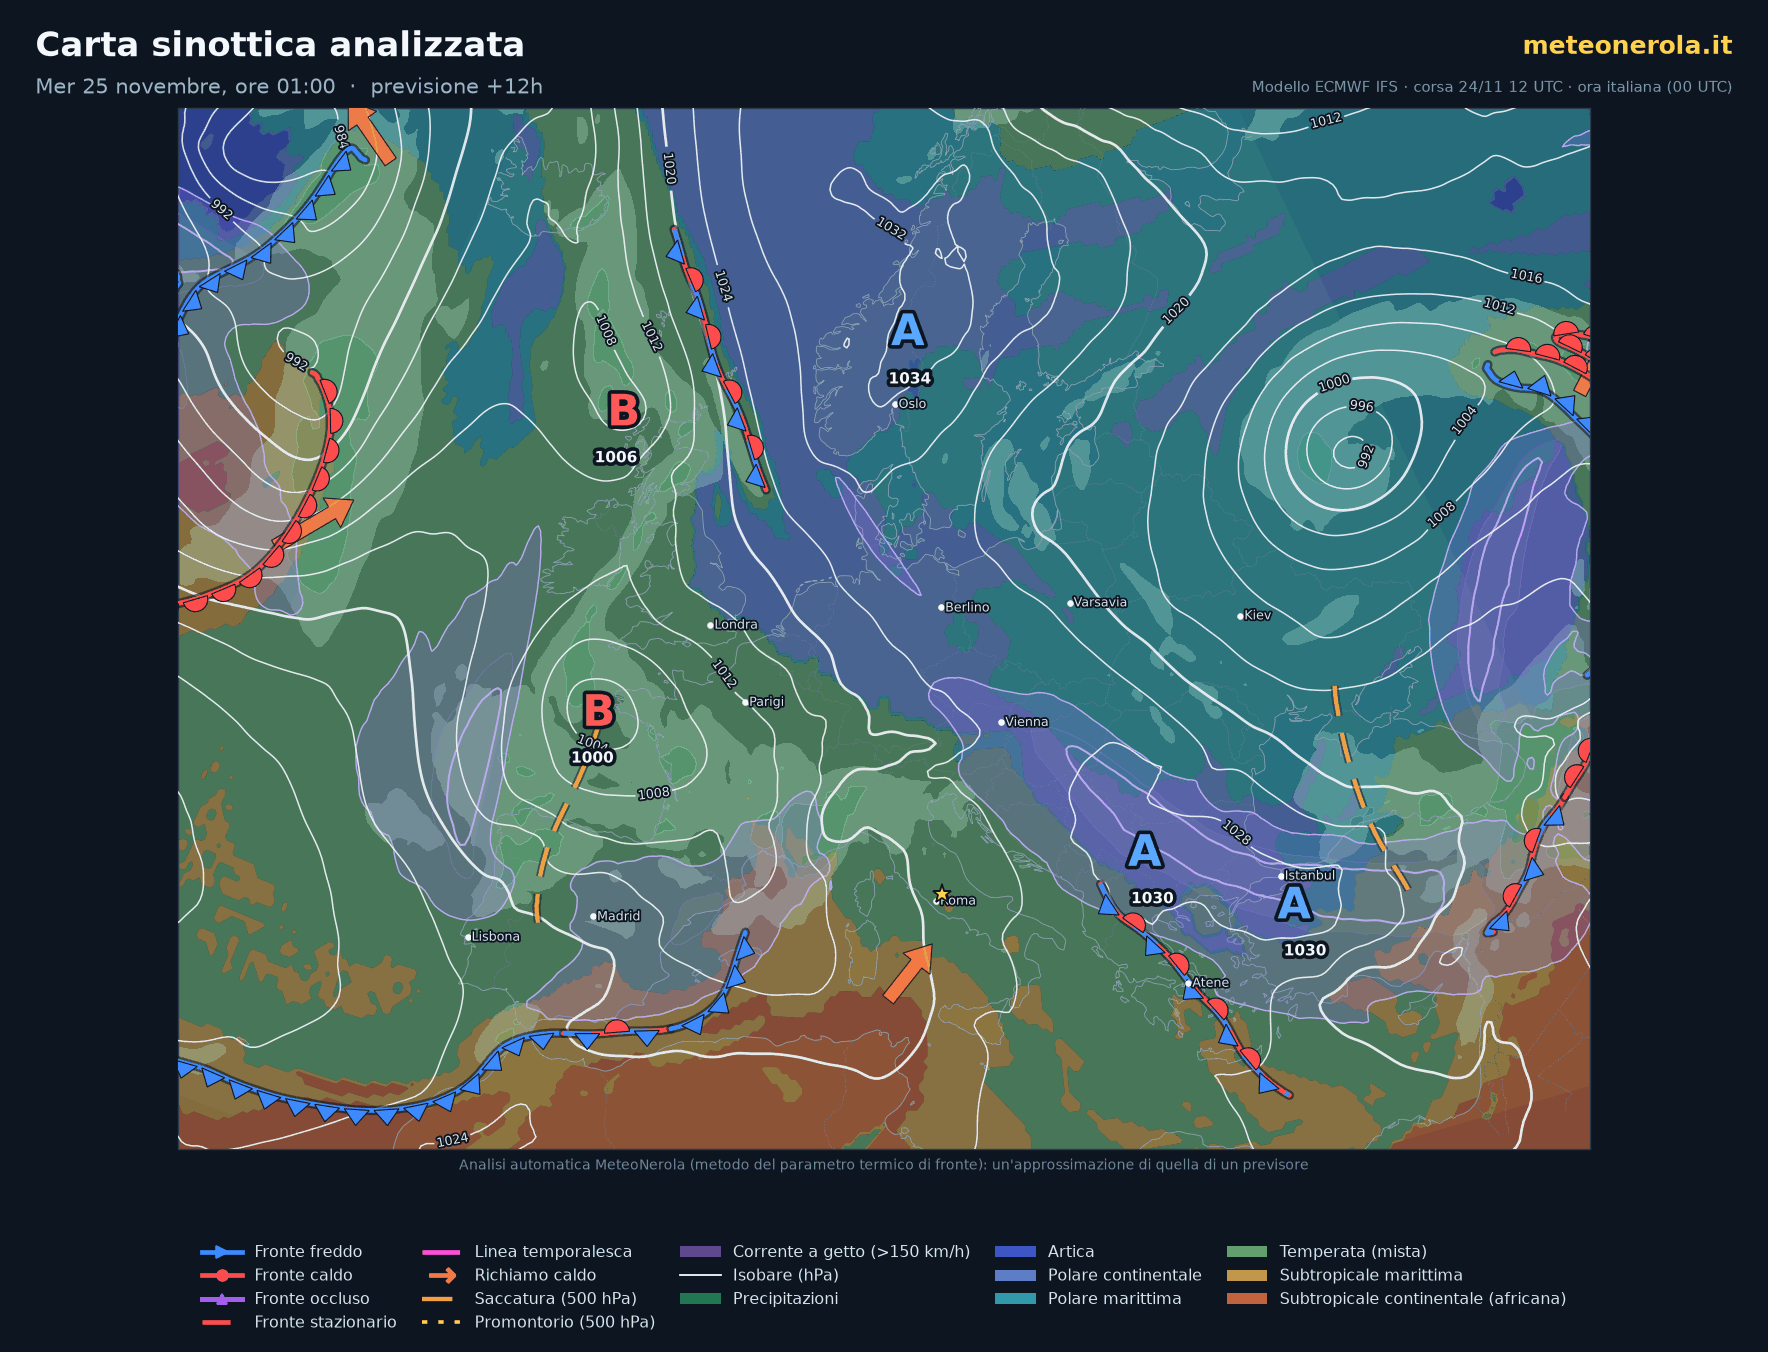 Carta sinottica analizzata
meteonerola.it
Mer 25 novembre, ore 01:00 · previsione +12h
Modello ECMWF IFS · corsa 24/11 12 UTC · ora italiana (00 UTC)
984
1012
1020
992
1032
1024
1016
1012
1020
1008
1012
A
1034
Oslo
992
B
1006
1000
996
992
1004
1008
Berlino
Varsavia
Kiev
Londra
1012
Parigi
Vienna
B
1004
1000
1008
1028
A
1030
Istanbul
A
1030
Roma
Madrid
Lisbona
Atene
1024
Analisi automatica MeteoNerola (metodo del parametro termico di fronte): un'approssimazione di quella di un previsore
Fronte freddo
Fronte caldo
Fronte occluso
Fronte stazionario
Linea temporalesca
Richiamo caldo
Saccatura (500 hPa)
Promontorio (500 hPa)
Corrente a getto (>150 km/h)
Isobare (hPa)
Precipitazioni
Artica
Polare continentale
Polare marittima
Temperata (mista)
Subtropicale marittima
Subtropicale continentale (africana)